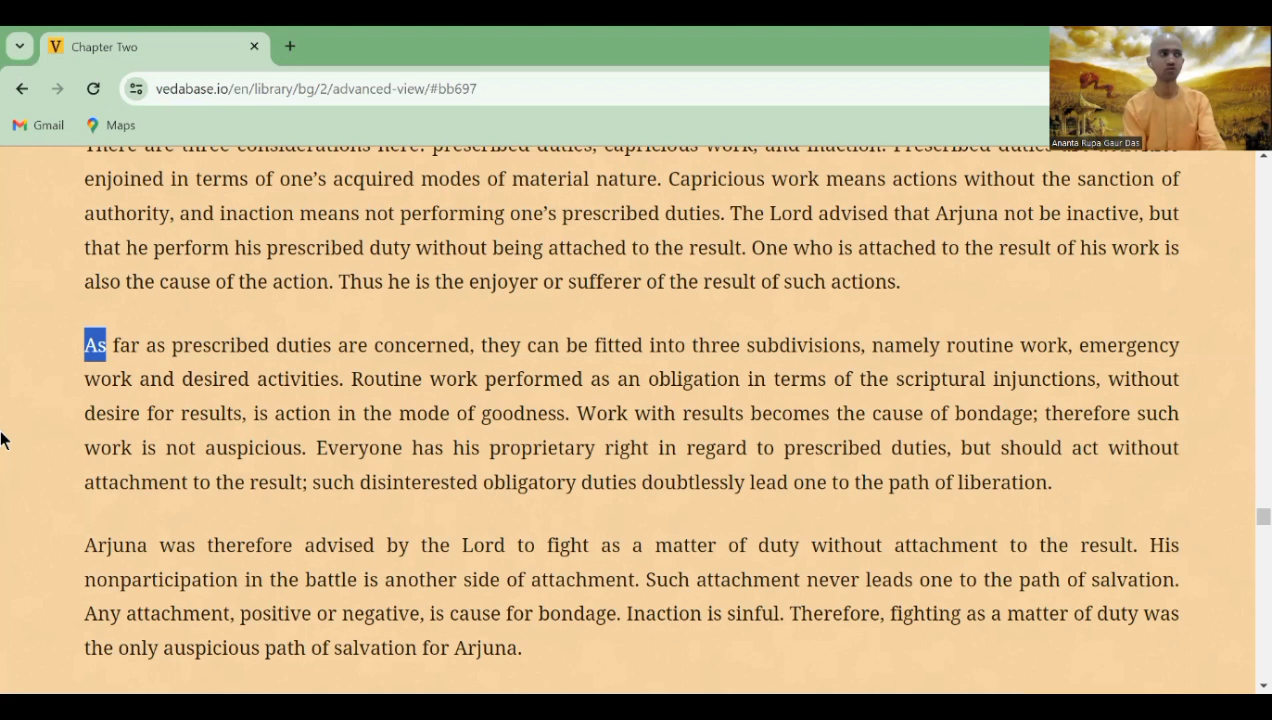 V Chapter Two
vedabase.io/en/library/bg/2/advanced-view/#bb697
Gmail Maps
Ananta Rupa Gaur Das
There are three considerations here: prescribed duties, capricious work, and inaction. Prescribed duties
enjoined in terms of one’s acquired modes of material nature. Capricious work means actions without the sanction of
authority, and inaction means not performing one’s prescribed duties. The Lord advised that Arjuna not be inactive, but
that he perform his prescribed duty without being attached to the result. One who is attached to the result of his work is
also the cause of the action. Thus he is the enjoyer or sufferer of the result of such actions.
As far as prescribed duties are concerned, they can be fitted into three subdivisions, namely routine work, emergency
work and desired activities. Routine work performed as an obligation in terms of the scriptural injunctions, without
desire for results, is action in the mode of goodness. Work with results becomes the cause of bondage; therefore such
work is not auspicious. Everyone has his proprietary right in regard to prescribed duties, but should act without
attachment to the result; such disinterested obligatory duties doubtlessly lead one to the path of liberation.
Arjuna was therefore advised by the Lord to fight as a matter of duty without attachment to the result. His
nonparticipation in the battle is another side of attachment. Such attachment never leads one to the path of salvation.
Any attachment, positive or negative, is cause for bondage. Inaction is sinful. Therefore, fighting as a matter of duty was
the only auspicious path of salvation for Arjuna.